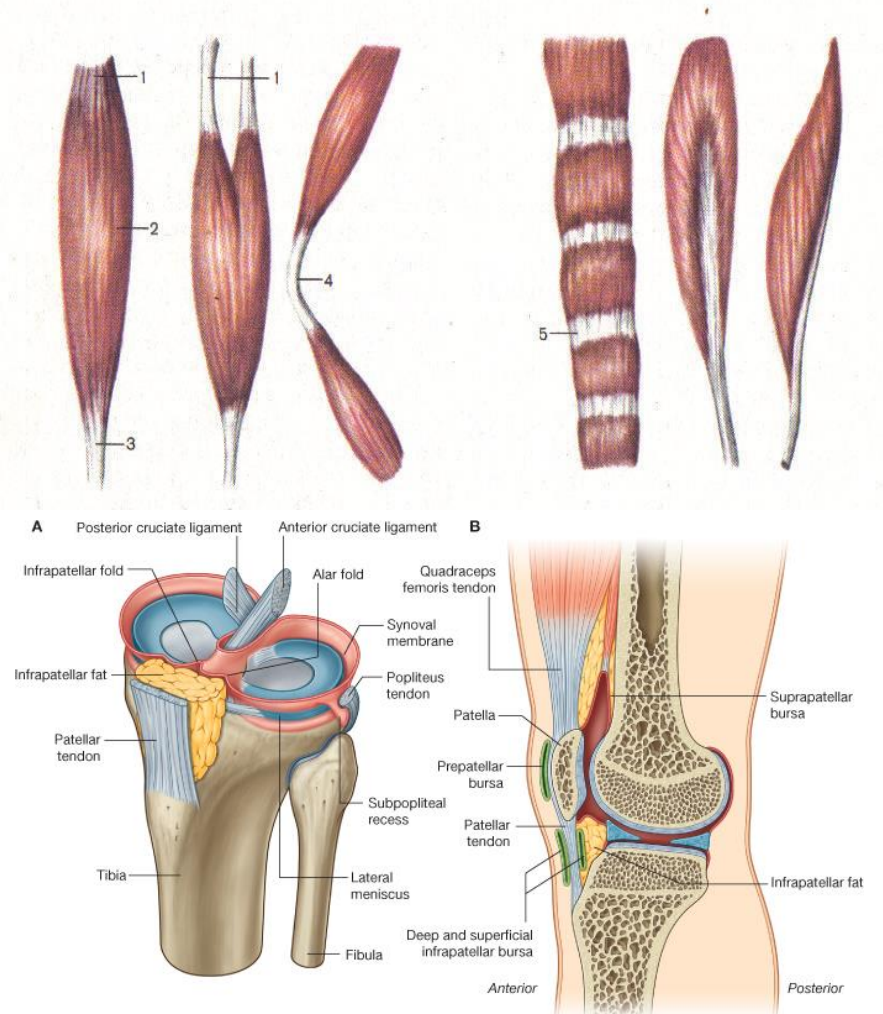 1
1
2
4
5
3
A
Posterior cruciate ligament
Anterior cruciate ligament
Infrapatellar fold
Alar fold
Synoval
membrane
Infrapatellar fat
Popliteus
tendon
Patellar
tendon
Subpopliteal
recess
Tibia
Lateral
meniscus
Fibula
B
Quadraceps
femoris tendon
Suprapatellar
bursa
Patella
Prepatellar
bursa
Patellar
tendon
Infrapatellar fat
Deep and superficial
infrapatellar bursa
Anterior
Posterior